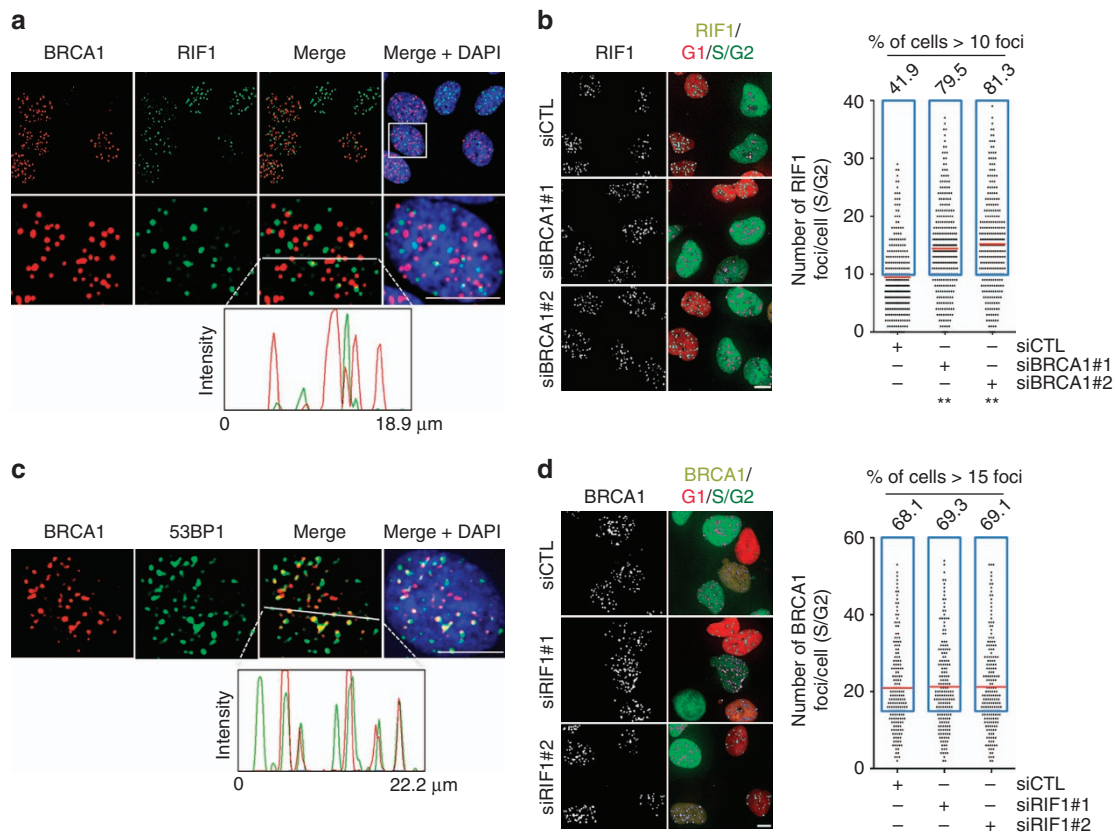 a
BRCA1 RIF1 Merge Merge + DAPI
Intensity
0 18.9 µm
b
RIF1 RIF1/
G1/S/G2
siCTL
siBRCA1#1
siBRCA1#2
% of cells > 10 foci
41.9 79.5 81.3
Number of RIF1
foci/cell (S/G2)
40
30
20
10
0
+ – – siCTL
– + – siBRCA1#1
– – + siBRCA1#2
** **
c
BRCA1 53BP1 Merge Merge + DAPI
Intensity
0 22.2 µm
d
BRCA1 BRCA1/
G1/S/G2
siCTL
siRIF1#1
siRIF1#2
% of cells > 15 foci
68.1 69.3 69.1
Number of BRCA1
foci/cell (S/G2)
60
40
20
0
+ – – siCTL
– + – siRIF1#1
– – + siRIF1#2